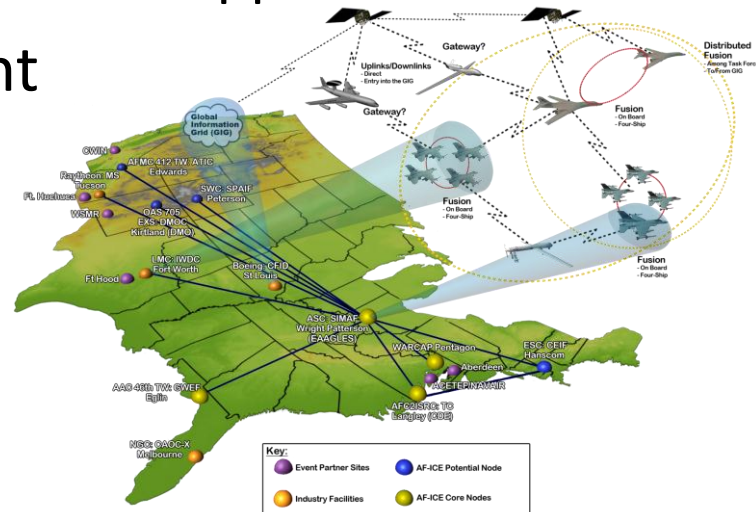 nt
Uplinks/Downlinks
- Direct
- Entry into the GIG
Gateway?
Gateway?
Distributed
Fusion
- Among Task Forc
- To/From GIG
Fusion
- On Board
- Four-Ship
Fusion
- On Board
- Four-Ship
Fusion
- On Board
- Four-Ship
Global
Information
Grid (GIG)
CWIN
AFMC 412 TW: ATIC
Edwards
Raytheon: MS
Tucson
Ft. Huchuca
WSMR
SWC: SPAIF
Peterson
OAS 705
EXS: DMOC
Kirtland (DMO)
LMC: IWDC
Fort Worth
Ft Hood
Boeing: CFID
St Louis
ASC: SIMAF
Wright Patterson
(EAAGLES)
WARCAP Pentagon
ESC: CEIF
Hanscom
Aberdeen
ACETEF/NAVAIR
AFC2ISRC: TC
Langley (CDE)
AAC 46th TW: GWEF
Eglin
NGC: CAOC-X
Melbourne
Key:
Event Partner Sites
AF-ICE Potential Node
Industry Facilities
AF-ICE Core Nodes